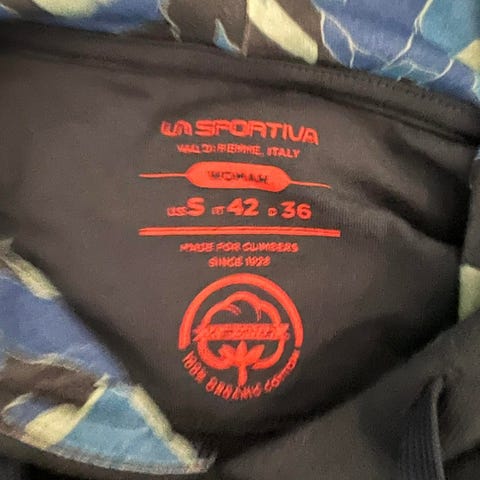 LA SPORTIVA
VAL DI FIEMME, ITALY
WOMAN
US S IT 42 D 36
MADE FOR CLIMBERS
SINCE 1928
100% ORGANIC COTTON